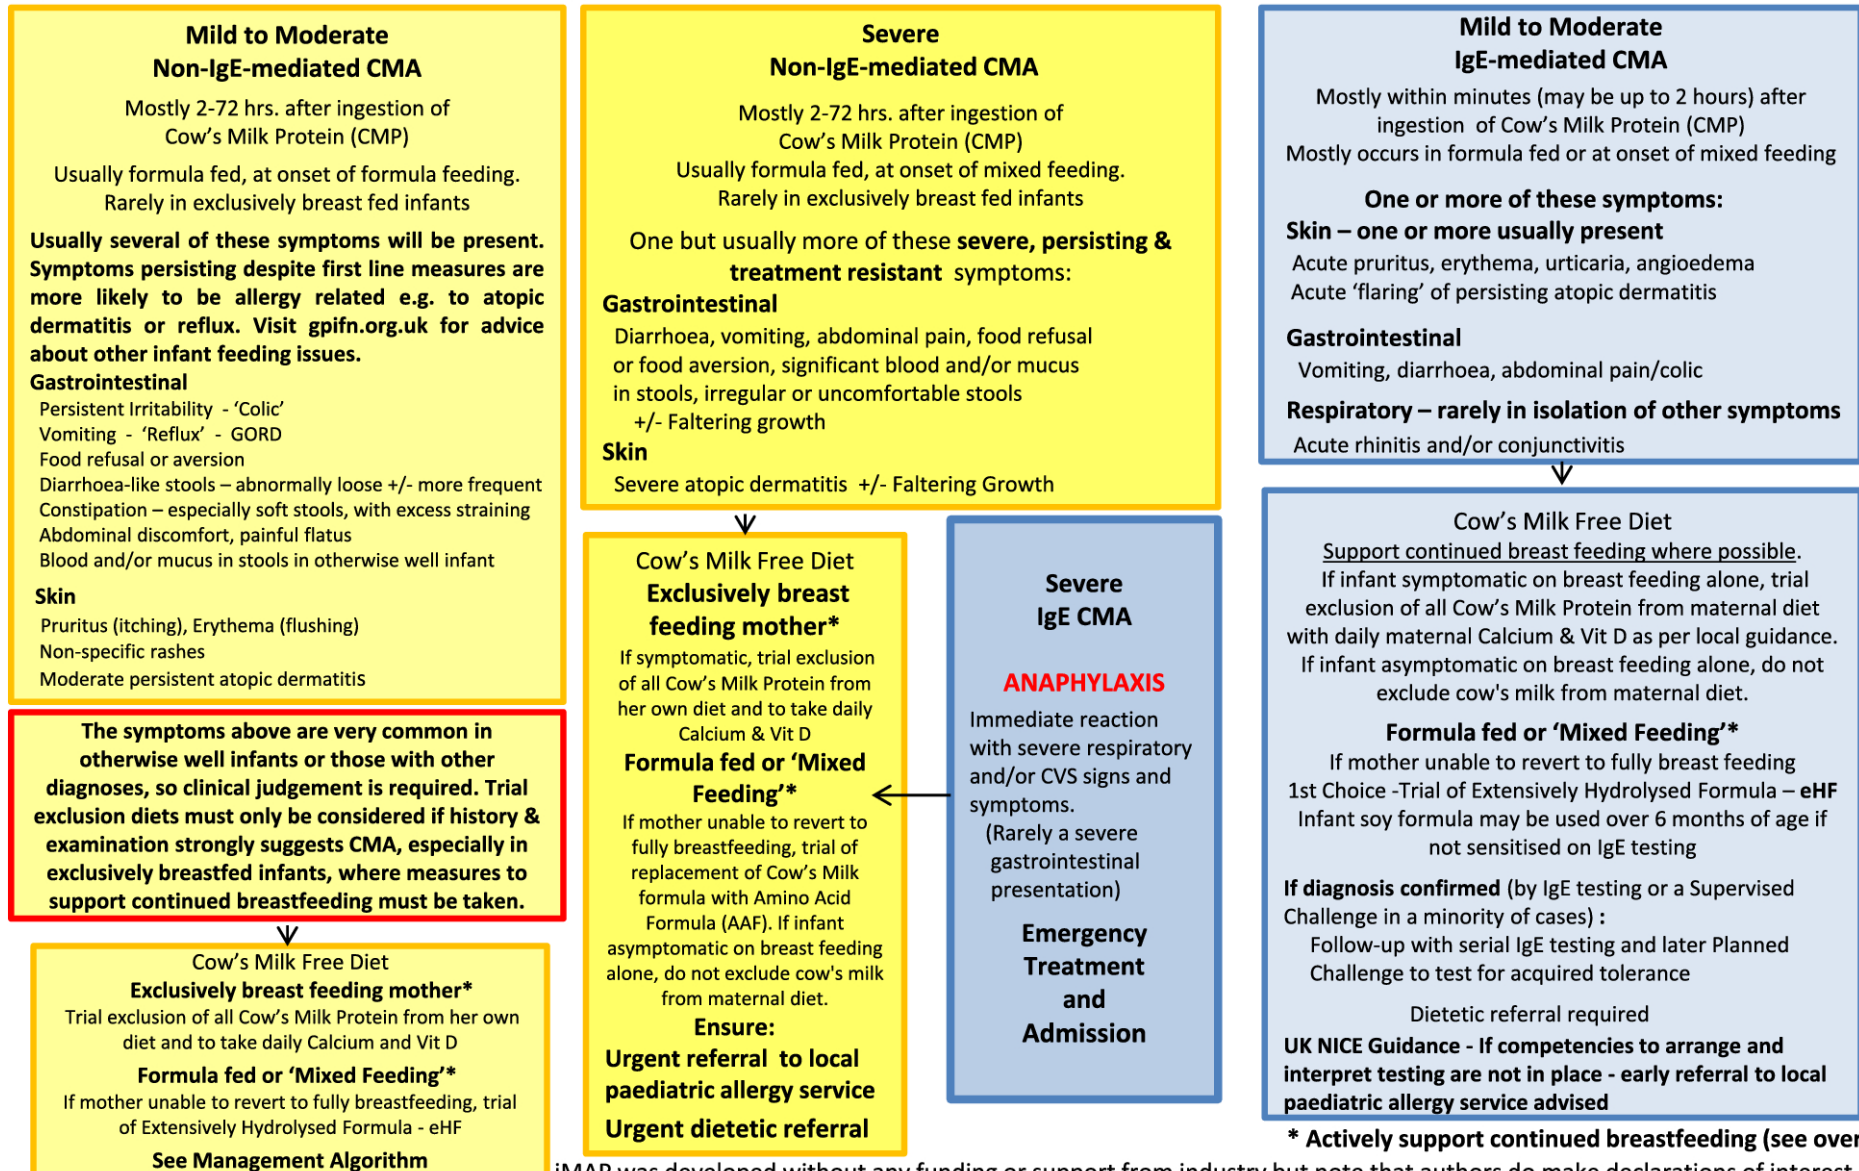 Mild to Moderate
Non-IgE-mediated CMA
Mostly 2-72 hrs. after ingestion of
Cow's Milk Protein (CMP)
Usually formula fed, at onset of formula feeding.
Rarely in exclusively breast fed infants
Usually several of these symptoms will be present.
Symptoms persisting despite first line measures are
more likely to be allergy related e.g. to atopic
dermatitis or reflux. Visit gpifn.org.uk for advice
about other infant feeding issues.
Gastrointestinal
Persistent Irritability - 'Colic'
Vomiting - 'Reflux' - GORD
Food refusal or aversion
Diarrhoea-like stools – abnormally loose +/- more frequent
Constipation – especially soft stools, with excess straining
Abdominal discomfort, painful flatus
Blood and/or mucus in stools in otherwise well infant
Skin
Pruritus (itching), Erythema (flushing)
Non-specific rashes
Moderate persistent atopic dermatitis
The symptoms above are very common in
otherwise well infants or those with other
diagnoses, so clinical judgement is required. Trial
exclusion diets must only be considered if history &
examination strongly suggests CMA, especially in
exclusively breastfed infants, where measures to
support continued breastfeeding must be taken.
Cow's Milk Free Diet
Exclusively breast feeding mother*
Trial exclusion of all Cow's Milk Protein from her own
diet and to take daily Calcium and Vit D
Formula fed or 'Mixed Feeding'*
If mother unable to revert to fully breastfeeding, trial
of Extensively Hydrolysed Formula - eHF
See Management Algorithm
Severe
Non-IgE-mediated CMA
Mostly 2-72 hrs. after ingestion of
Cow's Milk Protein (CMP)
Usually formula fed, at onset of mixed feeding.
Rarely in exclusively breast fed infants
One but usually more of these severe, persisting &
treatment resistant symptoms:
Gastrointestinal
Diarrhoea, vomiting, abdominal pain, food refusal
or food aversion, significant blood and/or mucus
in stools, irregular or uncomfortable stools
+/- Faltering growth
Skin
Severe atopic dermatitis +/- Faltering Growth
Cow's Milk Free Diet
Exclusively breast
feeding mother*
If symptomatic, trial exclusion
of all Cow's Milk Protein from
her own diet and to take daily
Calcium & Vit D
Formula fed or 'Mixed
Feeding'*
If mother unable to revert to
fully breastfeeding, trial of
replacement of Cow's Milk
formula with Amino Acid
Formula (AAF). If infant
asymptomatic on breast feeding
alone, do not exclude cow's milk
from maternal diet.
Ensure:
Urgent referral to local
paediatric allergy service
Urgent dietetic referral
Severe
IgE CMA
ANAPHYLAXIS
Immediate reaction
with severe respiratory
and/or CVS signs and
symptoms.
(Rarely a severe
gastrointestinal
presentation)
Emergency
Treatment
and
Admission
Mild to Moderate
IgE-mediated CMA
Mostly within minutes (may be up to 2 hours) after
ingestion of Cow's Milk Protein (CMP)
Mostly occurs in formula fed or at onset of mixed feeding
One or more of these symptoms:
Skin – one or more usually present
Acute pruritus, erythema, urticaria, angioedema
Acute 'flaring' of persisting atopic dermatitis
Gastrointestinal
Vomiting, diarrhoea, abdominal pain/colic
Respiratory – rarely in isolation of other symptoms
Acute rhinitis and/or conjunctivitis
Cow's Milk Free Diet
Support continued breast feeding where possible.
If infant symptomatic on breast feeding alone, trial
exclusion of all Cow's Milk Protein from maternal diet
with daily maternal Calcium & Vit D as per local guidance.
If infant asymptomatic on breast feeding alone, do not
exclude cow's milk from maternal diet.
Formula fed or 'Mixed Feeding'*
If mother unable to revert to fully breast feeding
1st Choice -Trial of Extensively Hydrolysed Formula – eHF
Infant soy formula may be used over 6 months of age if
not sensitised on IgE testing
If diagnosis confirmed (by IgE testing or a Supervised
Challenge in a minority of cases) :
Follow-up with serial IgE testing and later Planned
Challenge to test for acquired tolerance
Dietetic referral required
UK NICE Guidance - If competencies to arrange and
interpret testing are not in place - early referral to local
paediatric allergy service advised
* Actively support continued breastfeeding (see over
iMAP was developed without any funding or support from industry but note that authors do make declarations of interest